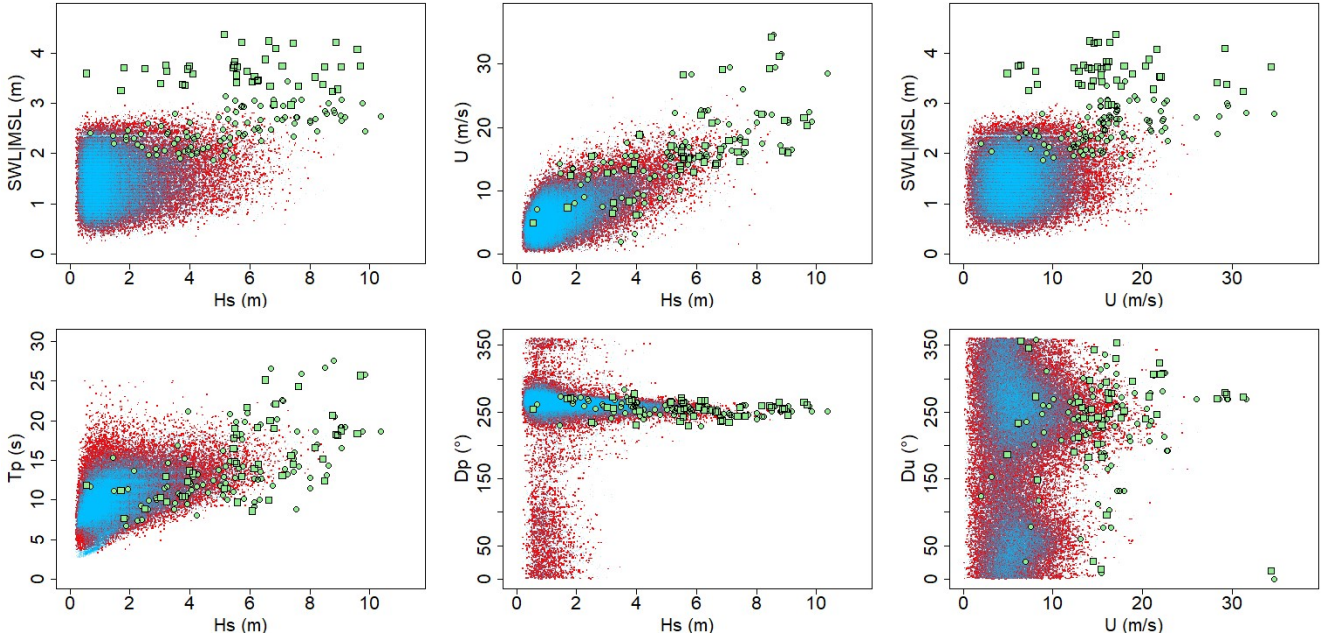 SWL|MSL (m)
0 1 2 3 4
0 2 4 6 8 10
Hs (m)
U (m/s)
0 10 20 30
0 2 4 6 8 10
Hs (m)
SWL|MSL (m)
0 1 2 3 4
0 10 20 30
U (m/s)
Tp (s)
0 5 10 15 20 25 30
0 2 4 6 8 10
Hs (m)
Dp (°)
0 50 150 250 350
0 2 4 6 8 10
Hs (m)
Du (°)
0 50 150 250 350
0 10 20 30
U (m/s)